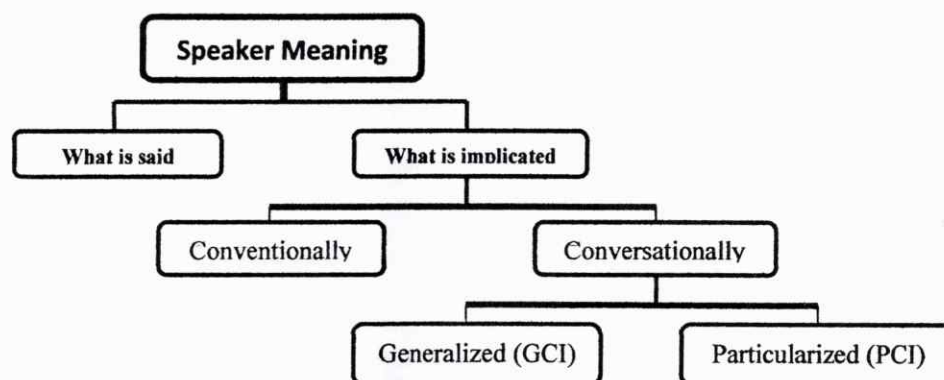 Speaker Meaning
What is said
What is implicated
Conventionally
Conversationally
Generalized (GCI)
Particularized (PCI)